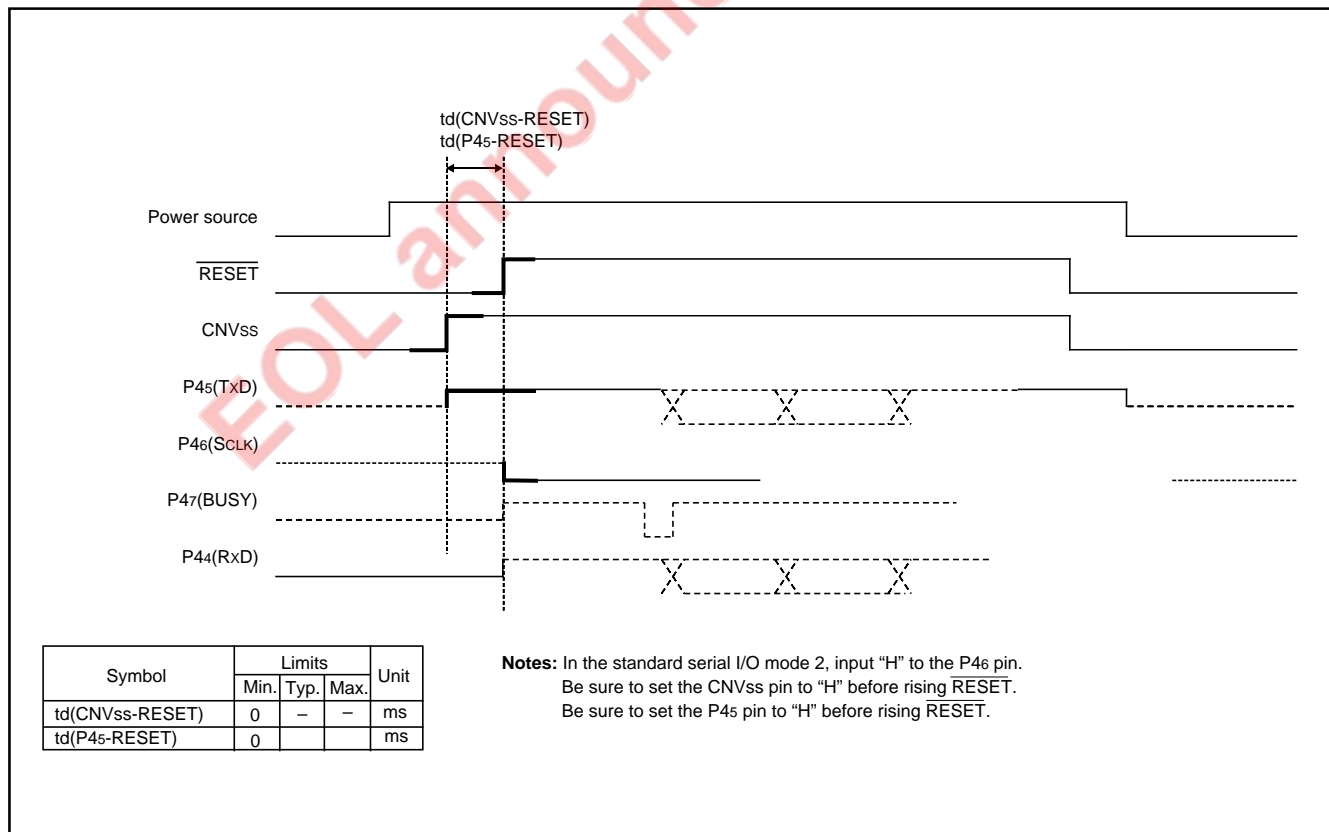 EOL announ
td(CNVss-RESET)
td(P45-RESET)
Power source
RESET
CNVss
P45(TxD)
P46(SCLK)
P47(BUSY)
P44(RxD)
Symbol Limits Unit
Min. Typ. Max.
td(CNVss-RESET) 0 – – ms
td(P45-RESET) 0 ms
Notes: In the standard serial I/O mode 2, input “H” to the P46 pin.
Be sure to set the CNVss pin to “H” before rising RESET.
Be sure to set the P45 pin to “H” before rising RESET.